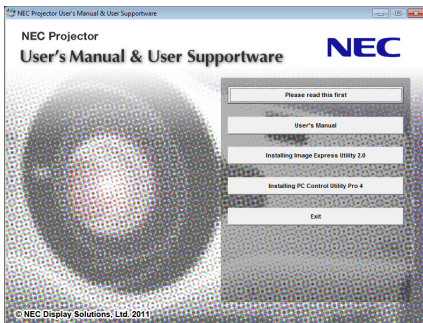 NEC Projector User's Manual & User Supportware
NEC Projector
NEC
User's Manual & User Supportware
Please read this first
User's Manual
Installing Image Express Utility 2.0
Installing PC Control Utility Pro 4
Exit
© NEC Display Solutions, Ltd. 2011